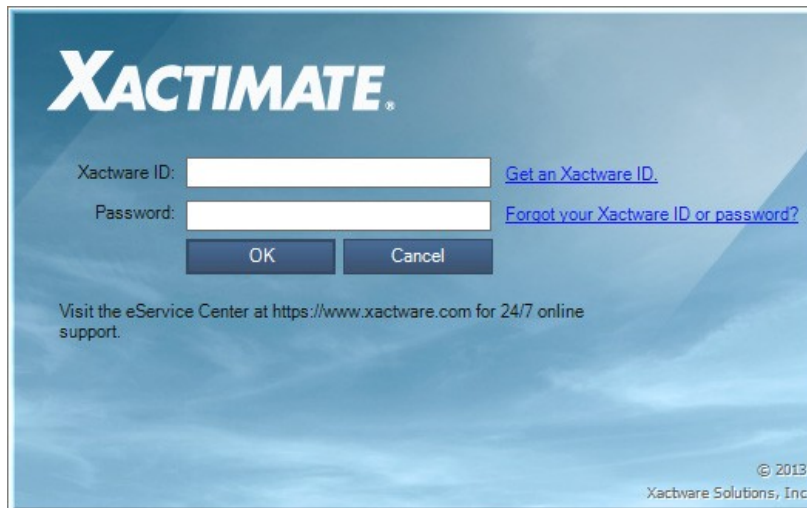 XACTIMATE®
Xactware ID:
Get an Xactware ID.
Password:
Forgot your Xactware ID or password?
OK
Cancel
Visit the eService Center at https://www.xactware.com for 24/7 online
support.
© 2013
Xactware Solutions, Inc